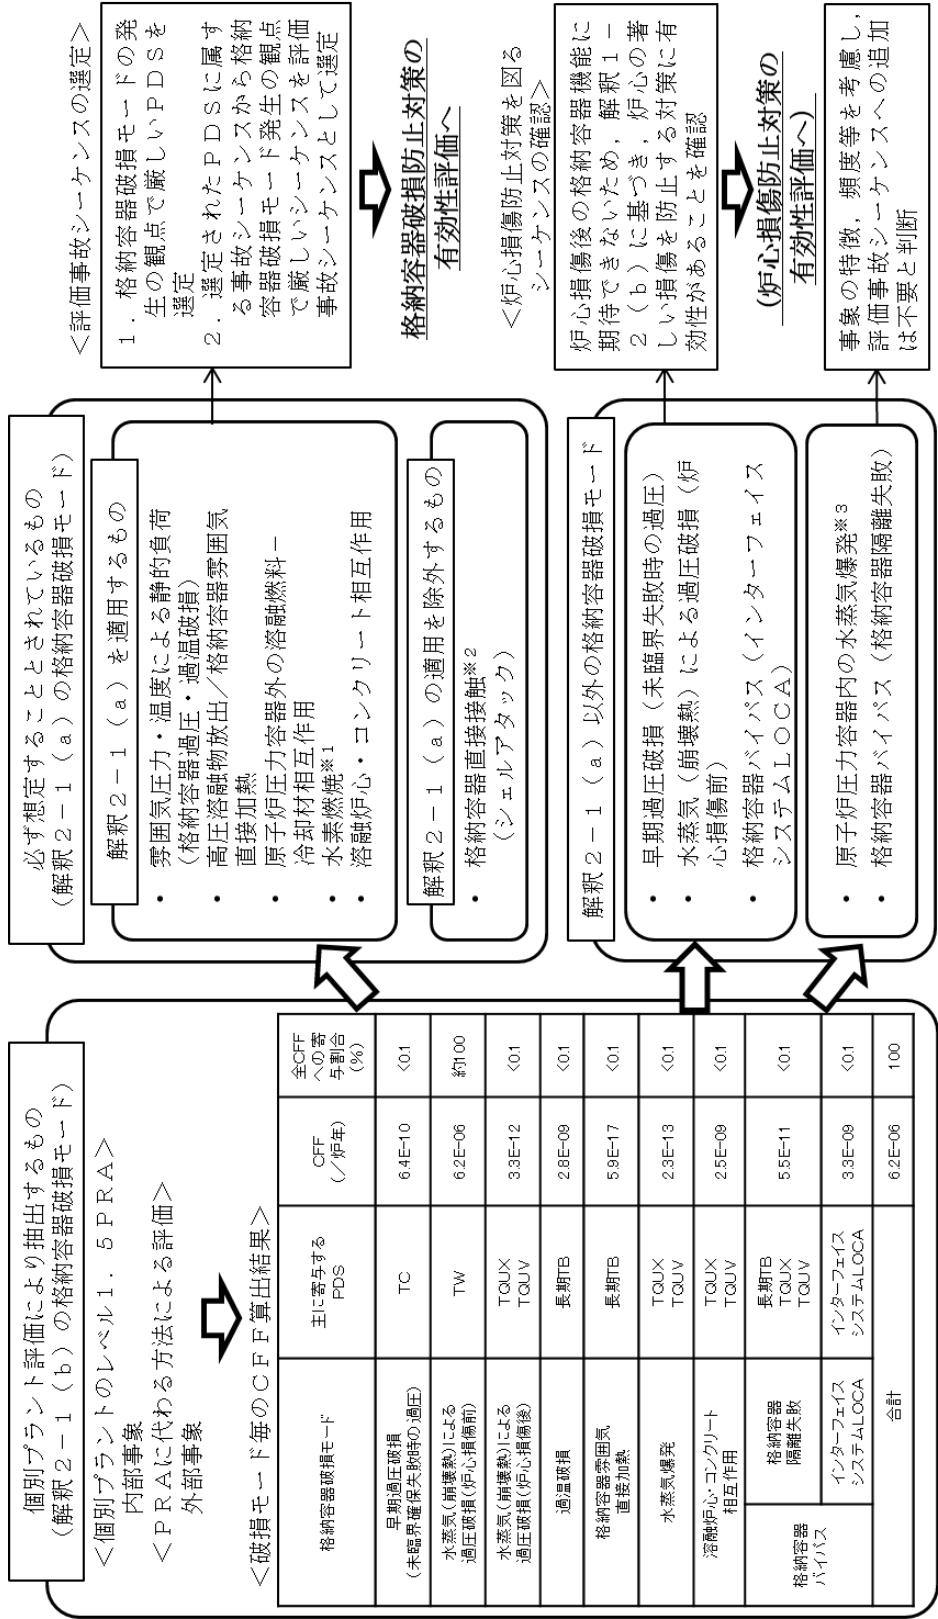 個別プラント評価により抽出するもの
（解釈２－１（ｂ）の格納容器破損モード）
＜個別プラントのレベル１．５ＰＲＡ＞
内部事象
＜ＰＲＡに代わる方法による評価＞
外部事象
＜破損モード毎のＣＦＦ算出結果＞
格納容器破損モード
主に寄与する
PDS
CFF
(／炉年)
全CFF
への寄
与割合
(%)
早期過圧破損
(未臨界確保失敗時の過圧)
TC
6.4E-10
<0.1
水蒸気(崩壊熱)による
過圧破損(炉心損傷前)
TW
6.2E-06
約100
水蒸気(崩壊熱)による
過圧破損(炉心損傷後)
TQUX
TQUV
3.3E-12
<0.1
過温破損
長期TB
2.8E-09
<0.1
格納容器雰囲気
直接加熱
長期TB
5.9E-17
<0.1
水蒸気爆発
TQUX
TQUV
2.3E-13
<0.1
溶融炉心・コンクリート
相互作用
TQUX
TQUV
2.5E-09
<0.1
格納容器
バイパス
格納容器
隔離失敗
長期TB
TQUX
TQUV
5.5E-11
<0.1
インターフェイス
システムLOCA
インターフェイス
システムLOCA
3.3E-09
<0.1
合計
6.2E-06
100
必ず想定することとされているもの
（解釈２－１（ａ）の格納容器破損モード）
解釈２－１（ａ）を適用するもの
・ 雰囲気圧力・温度による静的負荷
（格納容器過圧・過温破損）
・ 高圧溶融物放出／格納容器雰囲気
直接加熱
・ 原子炉圧力容器外の溶融燃料－
冷却材相互作用
・ 水素燃焼※1
・ 溶融炉心・コンクリート相互作用
解釈２－１（ａ）の適用を除外するもの
・ 格納容器直接接触※2
（シェルアタック）
解釈２－１（ａ）以外の格納容器破損モード
・ 早期過圧破損（未臨界失敗時の過圧）
・ 水蒸気（崩壊熱）による過圧破損（炉
心損傷前）
・ 格納容器バイパス（インターフェイス
システムＬＯＣＡ）
・ 原子炉圧力容器内の水蒸気爆発※3
・ 格納容器バイパス（格納容器隔離失敗）
＜評価事故シーケンスの選定＞
１．格納容器破損モードの発
生の観点で厳しいＰＤＳを
選定
２．選定されたＰＤＳに属す
る事故シーケンスから格納
容器破損モード発生の観点
で厳しいシーケンスを評価
事故シーケンスとして選定
格納容器破損防止対策の
有効性評価へ
＜炉心損傷防止対策を図る
シーケンスの確認＞
炉心損傷後の格納容器機能に
期待できないため，解釈１－
２（ｂ）に基づき，炉心の著
しい損傷を防止する対策に有
効性があることを確認
(炉心損傷防止対策の
有効性評価へ)
事象の特徴，頻度等を考慮し，
評価事故シーケンスへの追加
は不要と判断